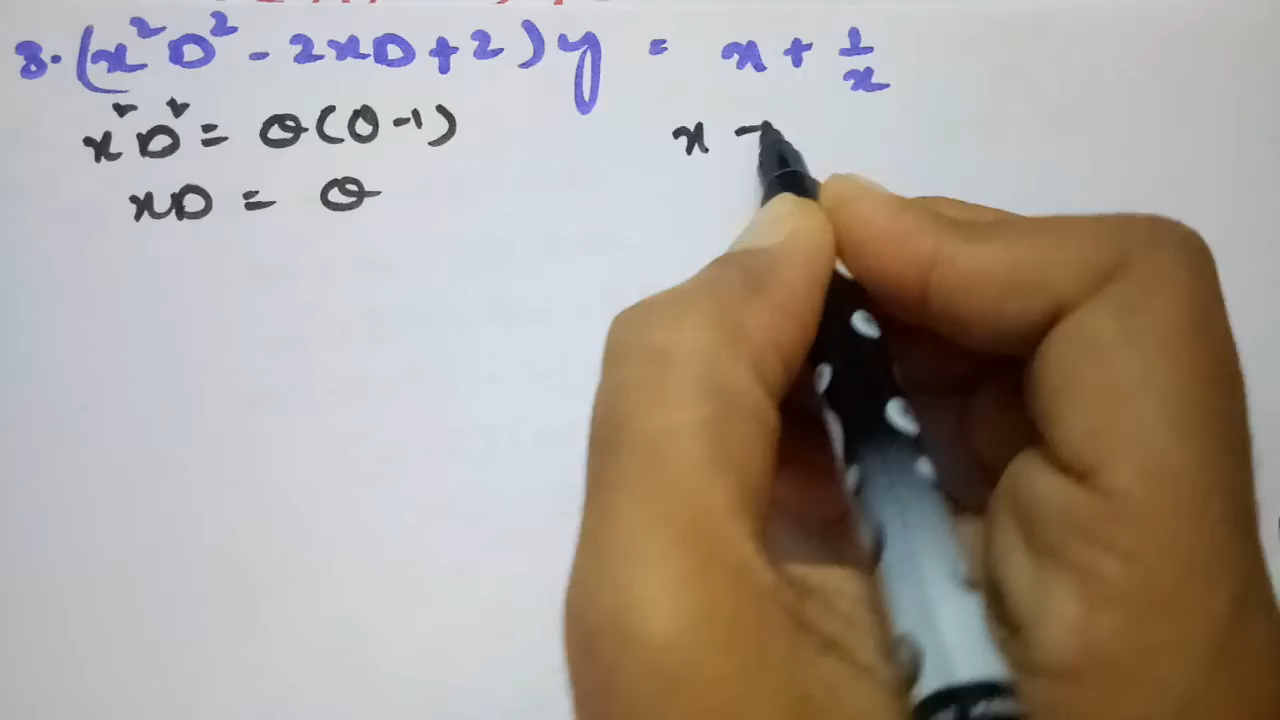 8. (x²D² - 2xD + 2)y = x + 1/x
x²D² = θ(θ-1)
x
xD = θ